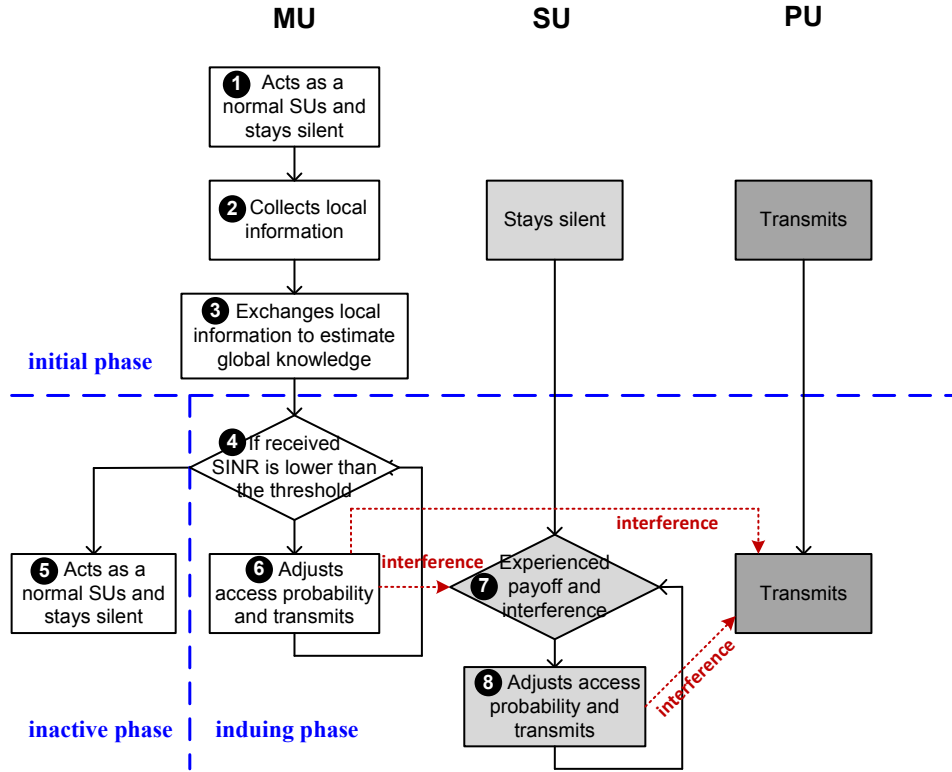 MU
SU
PU
1 Acts as a
normal SUs and
stays silent
2 Collects local
information
Stays silent
Transmits
3 Exchanges local
information to estimate
global knowledge
initial phase
4 If received
SINR is lower than
the threshold
interference
5 Acts as a
normal SUs and
stays silent
6 Adjusts
access probability
and transmits
interference
7 Experienced
payoff and
interference
Transmits
8 Adjusts access
probability and
transmits
interference
inactive phase
induing phase